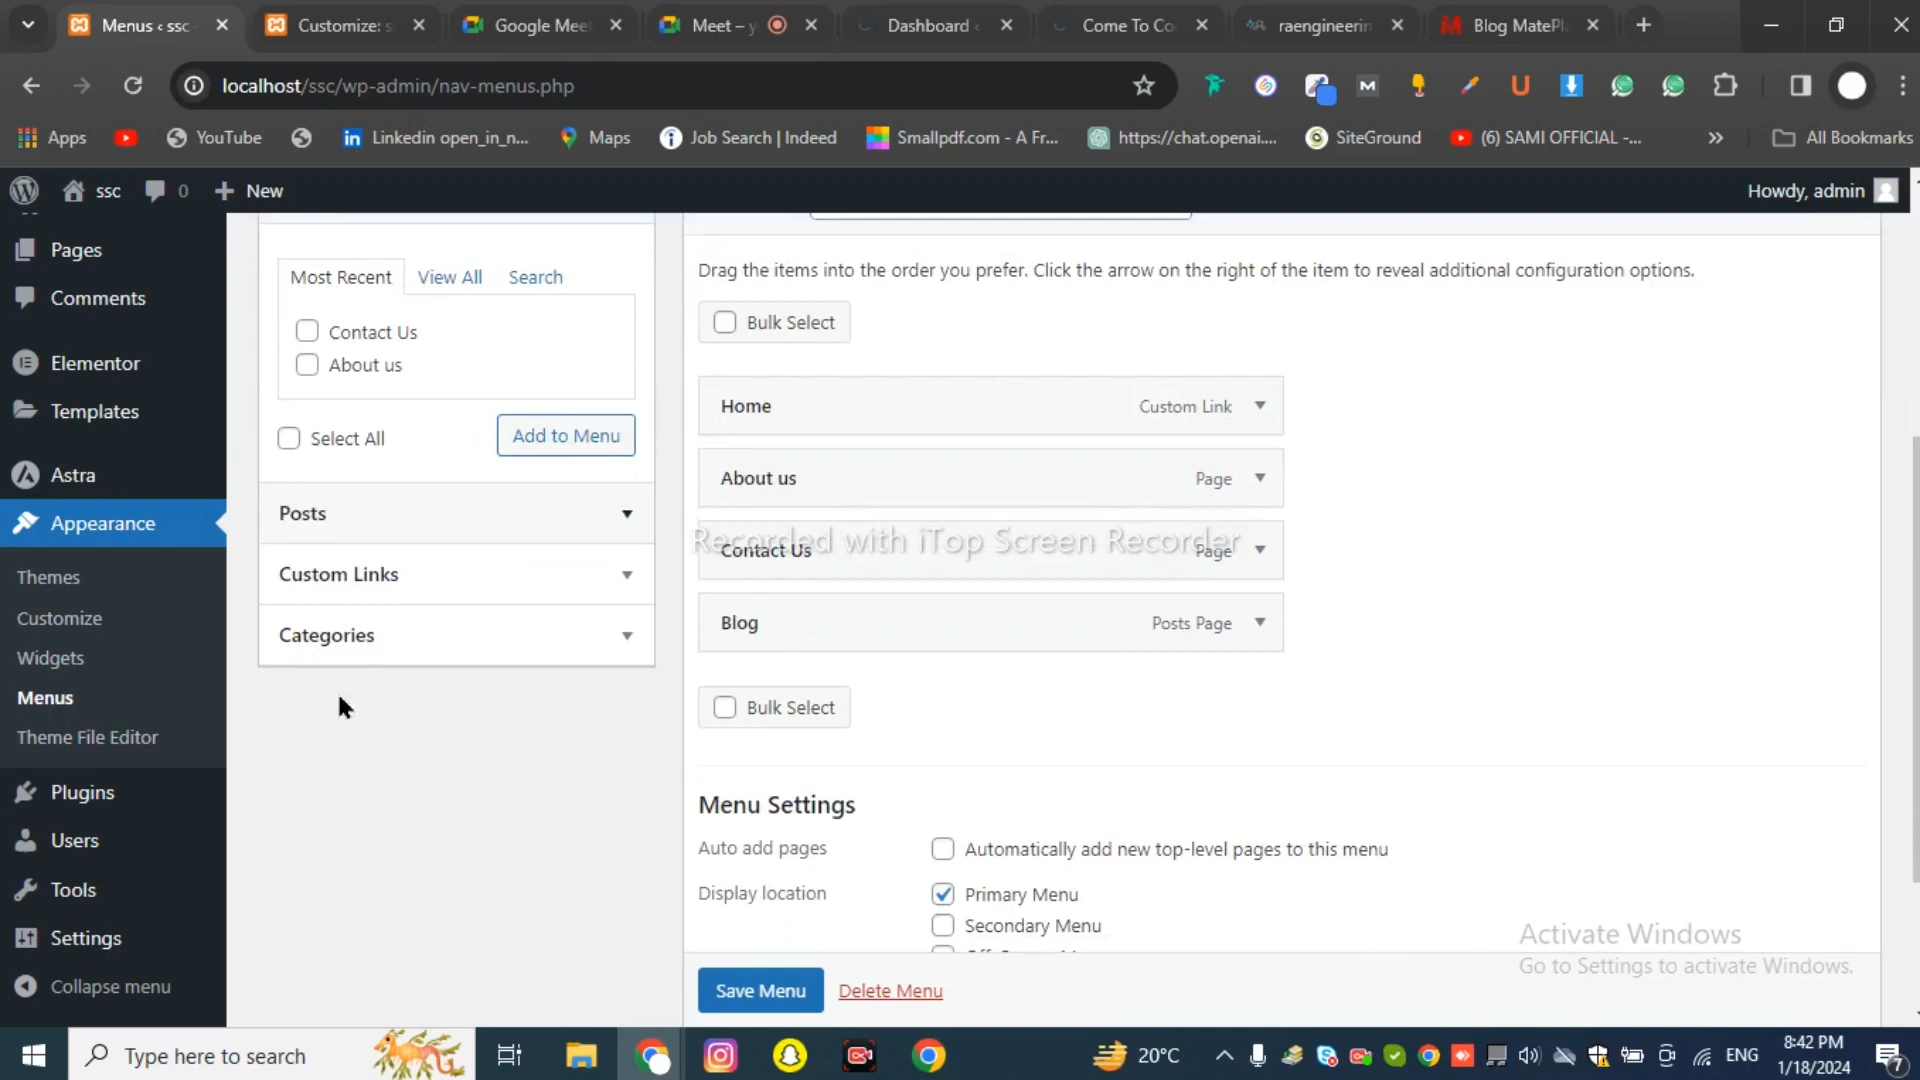 Menus ‹ ssc
Customize: s
Google Mee
Meet – y
Dashboard ‹
Come To Co
raengineerin
Blog MatePl
localhost/ssc/wp-admin/nav-menus.php
Apps
YouTube
Linkedin open_in_n...
Maps
Job Search | Indeed
Smallpdf.com - A Fr...
https://chat.openai....
SiteGround
(6) SAMI OFFICIAL -...
»
All Bookmarks
ssc
0
New
Howdy, admin
Pages
Comments
Elementor
Templates
Astra
Appearance
Themes
Customize
Widgets
Menus
Theme File Editor
Plugins
Users
Tools
Settings
Collapse menu
Most Recent
View All
Search
Contact Us
About us
Select All
Add to Menu
Posts
Custom Links
Categories
Drag the items into the order you prefer. Click the arrow on the right of the item to reveal additional configuration options.
Bulk Select
Home
Custom Link
About us
Page
Recorded with iTop Screen Recorder
Contact Us
Page
Blog
Posts Page
Bulk Select
Menu Settings
Auto add pages
Automatically add new top-level pages to this menu
Display location
Primary Menu
Secondary Menu
Activate Windows
Go to Settings to activate Windows.
Save Menu
Delete Menu
Type here to search
20°C
ENG
8:42 PM
1/18/2024
7